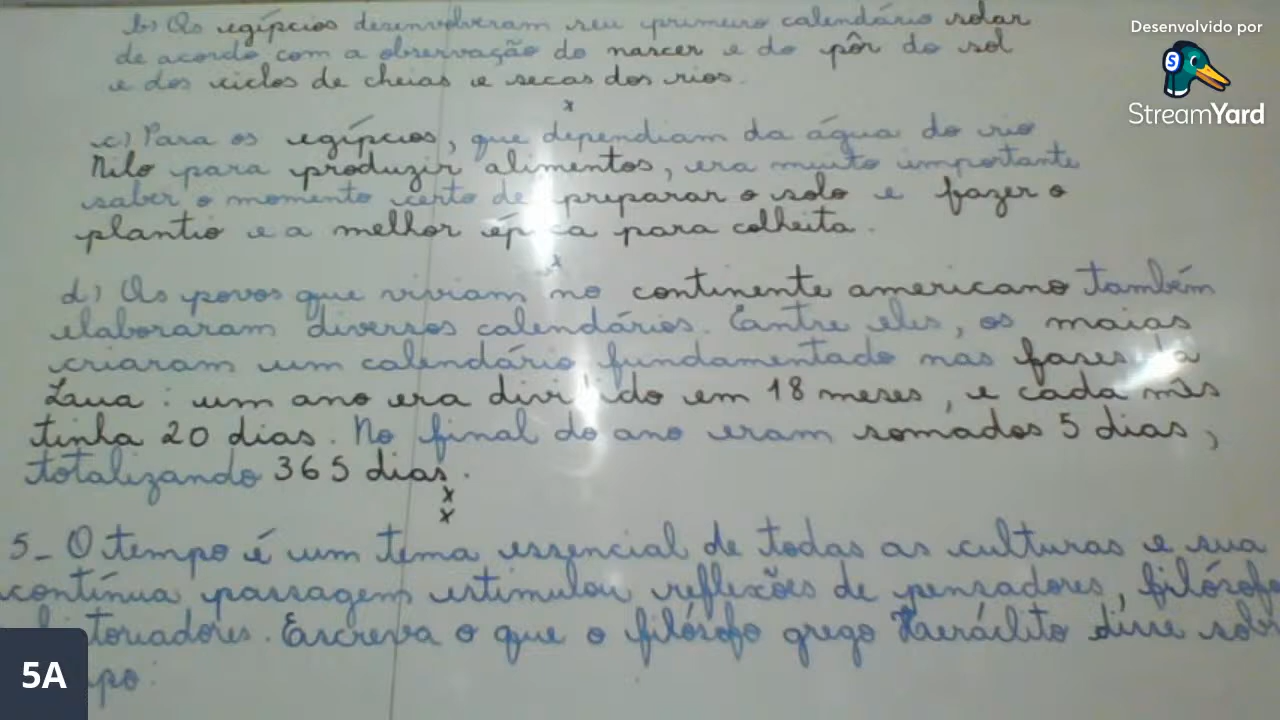 b) Os egípcios desenvolveram seu primeiro calendário solar
de acordo com a observação do nascer e do pôr do sol
e dos ciclos de cheias e secas dos rios.
x
c) Para os egípcios, que dependiam da água do rio
Nilo para produzir alimentos, era muito importante
saber o momento certo de preparar o solo e fazer o
plantio e a melhor ép ca para colheita.
x
d) Os povos que viviam no continente americano também
elaboraram diversos calendários. Entre eles, os maias
criaram um calendário fundamentado nas fases da
Lua: um ano era dividido em 18 meses, e cada mês
tinha 20 dias. No final do ano eram somados 5 dias,
totalizando 365 dias.
x
x
5- O tempo é um tema essencial de todas as culturas e sua
contínua passagem estimulou reflexões de pensadores, filósofo
toriadores. Escreva o que o filósofo grego Heráclito disse sob
po:
5A
Desenvolvido por
S
StreamYard